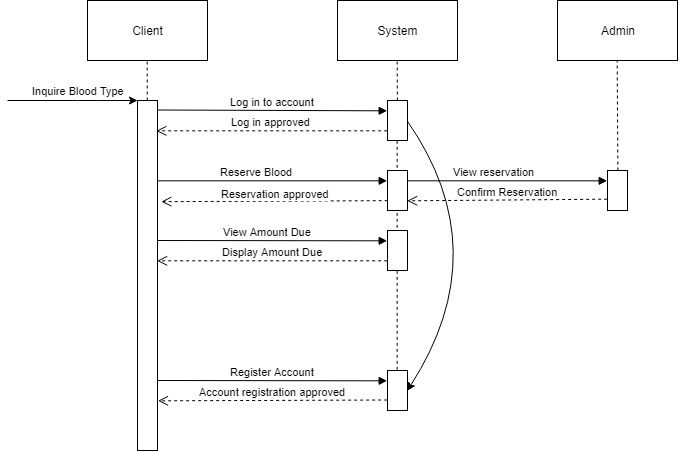 Client
System
Admin
Inquire Blood Type
Log in to account
Log in approved
Reserve Blood
View reservation
Reservation approved
Confirm Reservation
View Amount Due
Display Amount Due
Register Account
Account registration approved